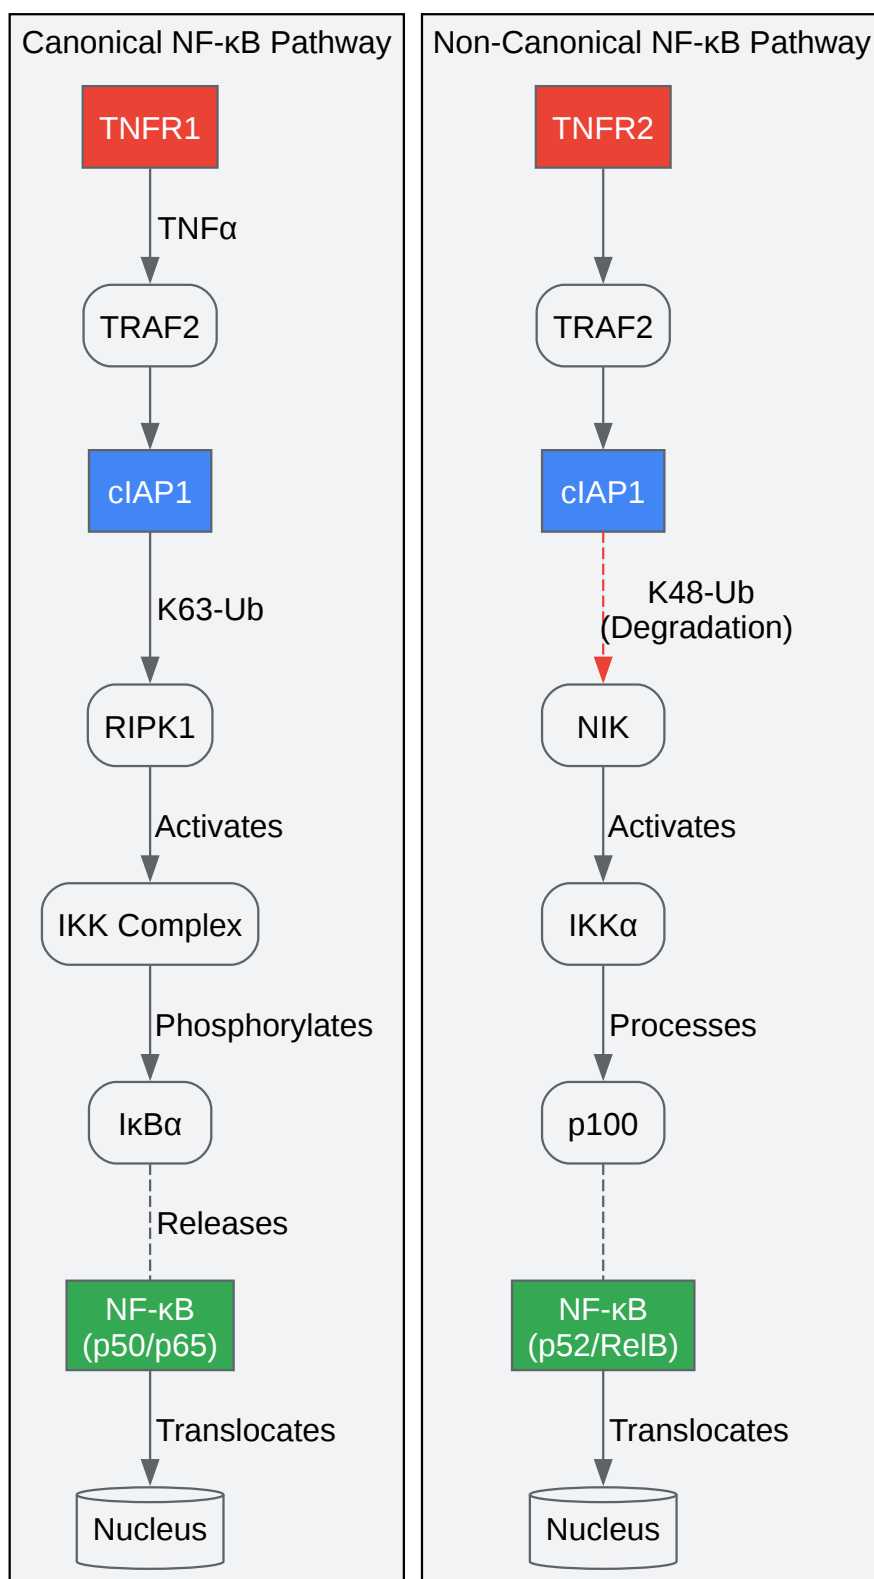 Canonical NF-κB Pathway
TNFR1
TNFα
TRAF2
cIAP1
K63-Ub
RIPK1
Activates
IKK Complex
Phosphorylates
IκBα
Releases
NF-κB
(p50/p65)
Translocates
Nucleus
Non-Canonical NF-κB Pathway
TNFR2
TRAF2
cIAP1
K48-Ub
(Degradation)
NIK
Activates
IKKα
Processes
p100
NF-κB
(p52/RelB)
Translocates
Nucleus